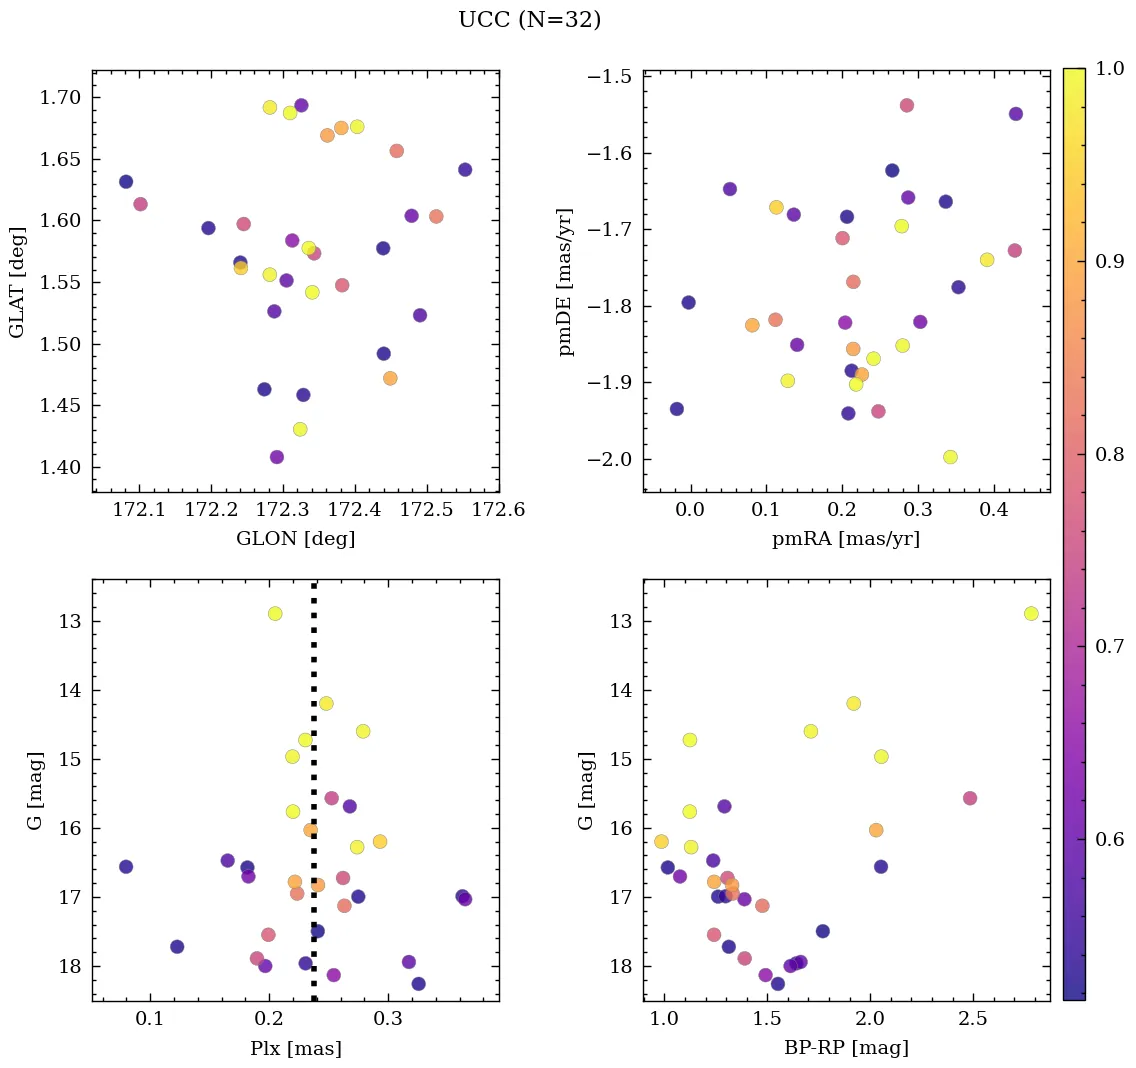 UCC (N=32)
1.70
1.65
1.60
1.55
1.50
1.45
1.40
GLAT [deg]
172.1 172.2 172.3 172.4 172.5 172.6
GLON [deg]
−1.5
−1.6
−1.7
−1.8
−1.9
−2.0
pmDE [mas/yr]
0.0 0.1 0.2 0.3 0.4
pmRA [mas/yr]
1.0
0.9
0.8
0.7
0.6
13
14
15
16
17
18
G [mag]
0.1 0.2 0.3
Plx [mas]
13
14
15
16
17
18
G [mag]
1.0 1.5 2.0 2.5
BP-RP [mag]